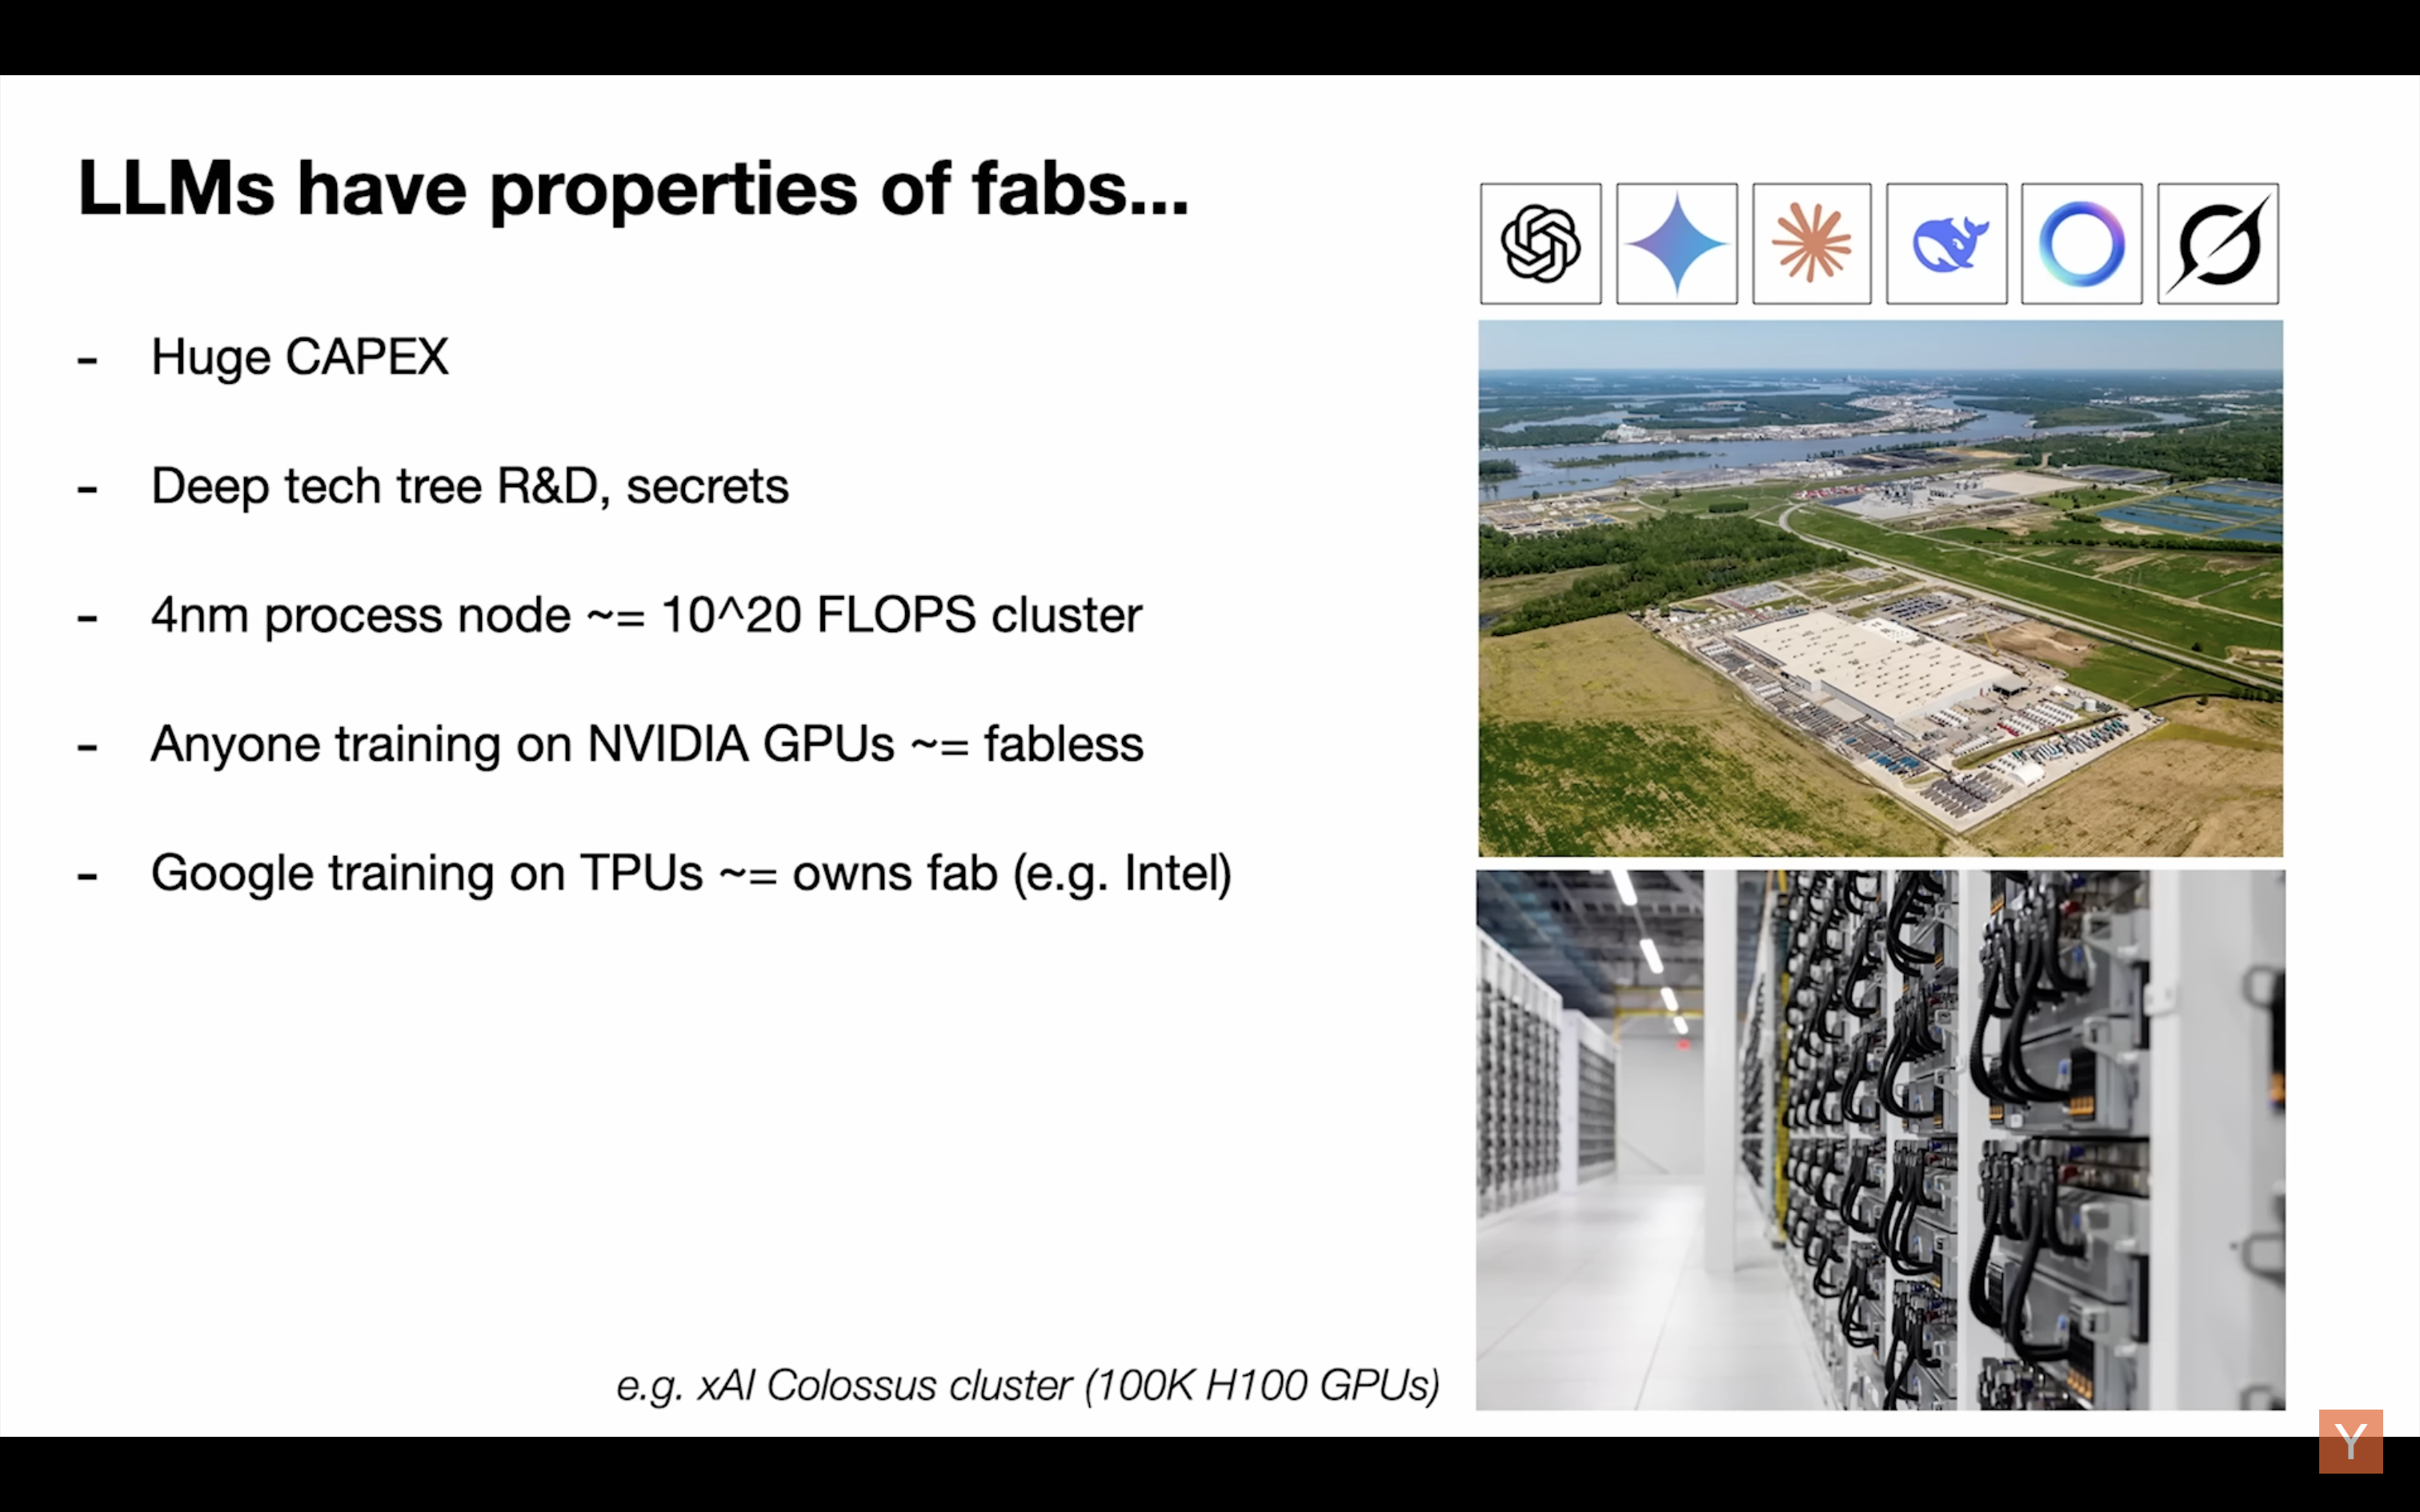 LLMs have properties of fabs...
- Huge CAPEX
- Deep tech tree R&D, secrets
- 4nm process node ~= 10^20 FLOPS cluster
- Anyone training on NVIDIA GPUs ~= fabless
- Google training on TPUs ~= owns fab (e.g. Intel)
e.g. xAI Colossus cluster (100K H100 GPUs)
Y